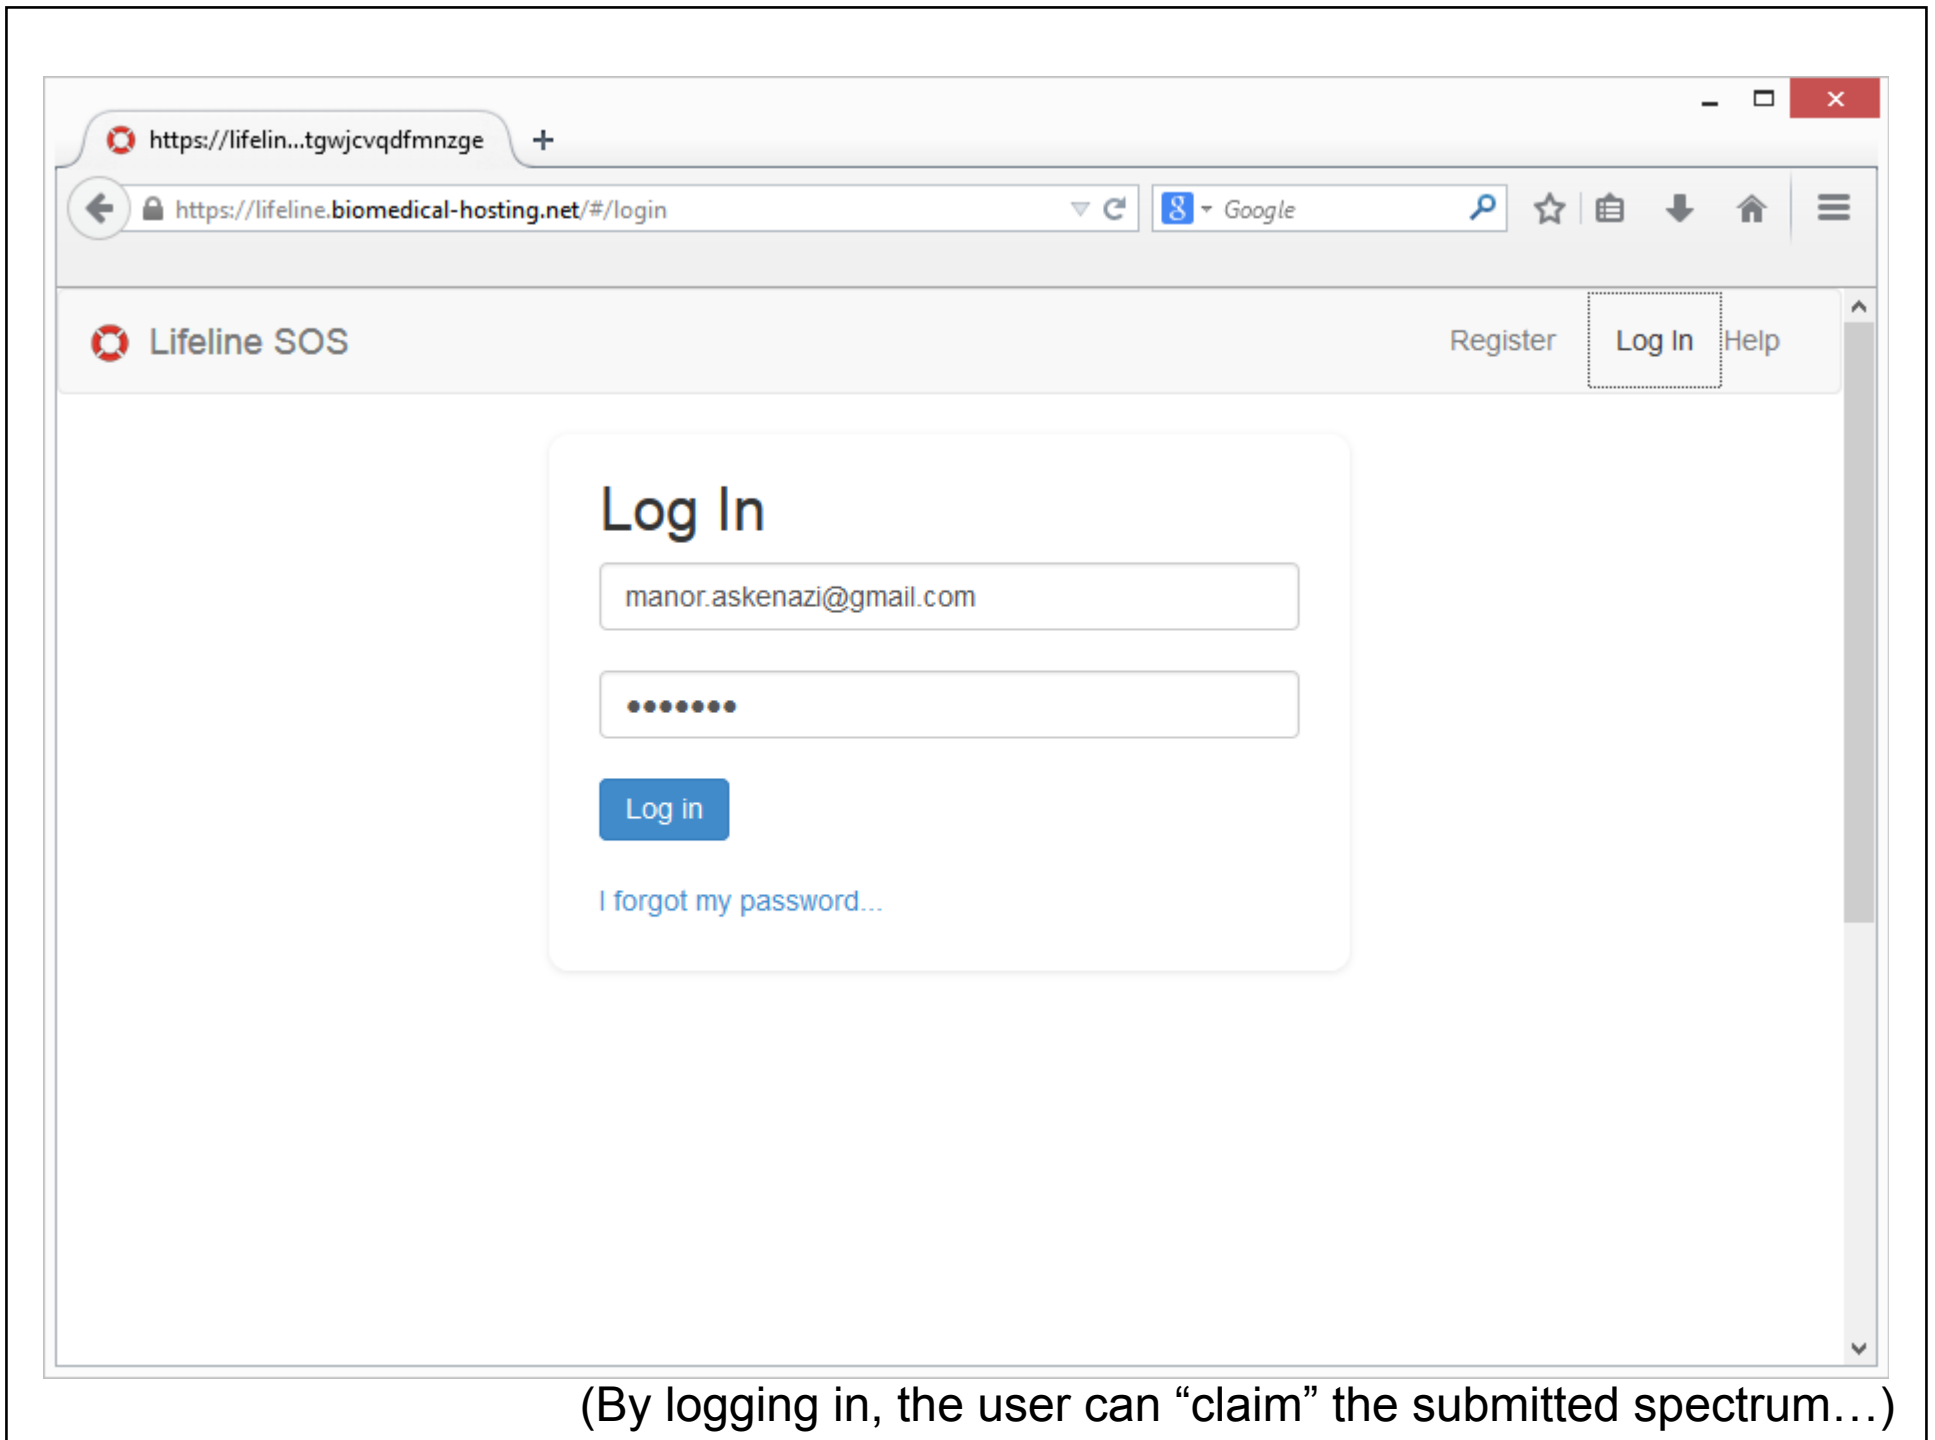 https://lifelin...tgwjcvqdfmnzge
https://lifeline.biomedical-hosting.net/#/login
8 Google
Lifeline SOS
Register Log In Help
Log In
manor.askenazi@gmail.com
•••••••
Log in
I forgot my password...
(By logging in, the user can “claim” the submitted spectrum…)